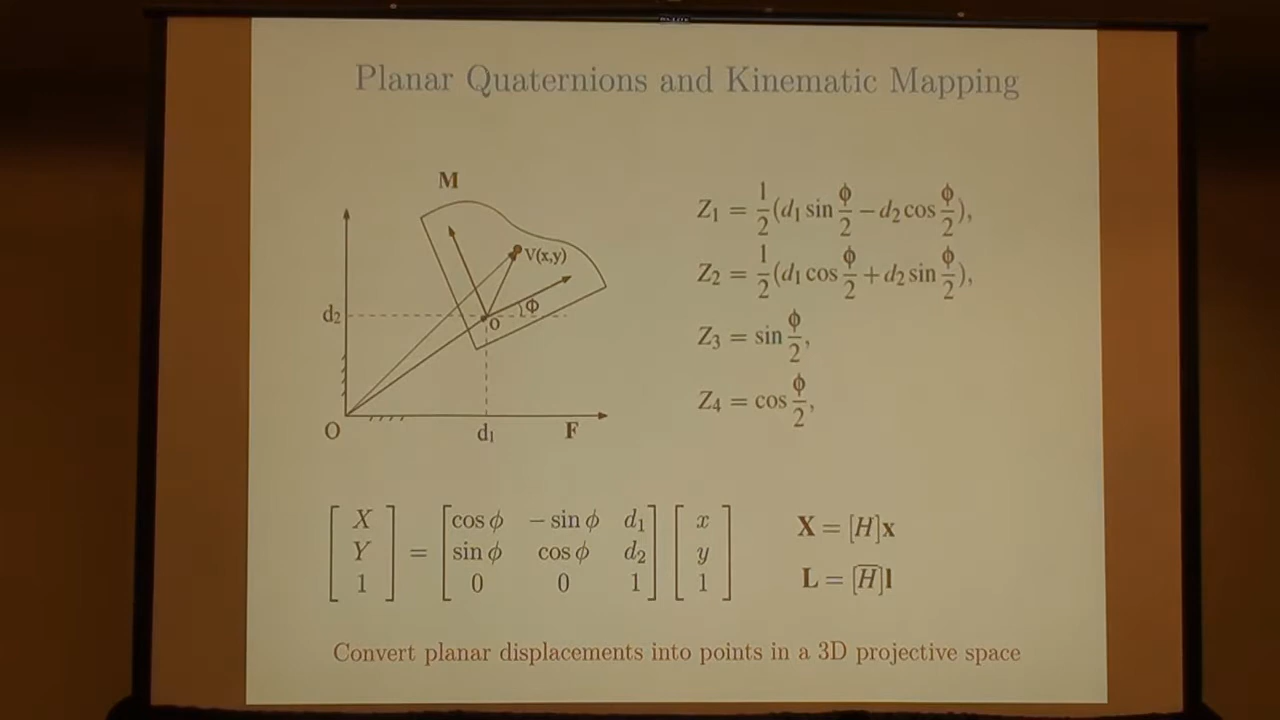 Planar Quaternions and Kinematic Mapping
M
V(x,y)
Φ
o
d₂
O
d₁
F
Z₁ = 1/2 (d₁ sin ϕ/2 − d₂ cos ϕ/2),
Z₂ = 1/2 (d₁ cos ϕ/2 + d₂ sin ϕ/2),
Z₃ = sin ϕ/2,
Z₄ = cos ϕ/2,
[X] = [cos ϕ − sin ϕ d₁] [x]
[Y] = [sin ϕ cos ϕ d₂] [y]
[1] = [0 0 1] [1]
X = [H]x
L = [H̅]l
Convert planar displacements into points in a 3D projective space